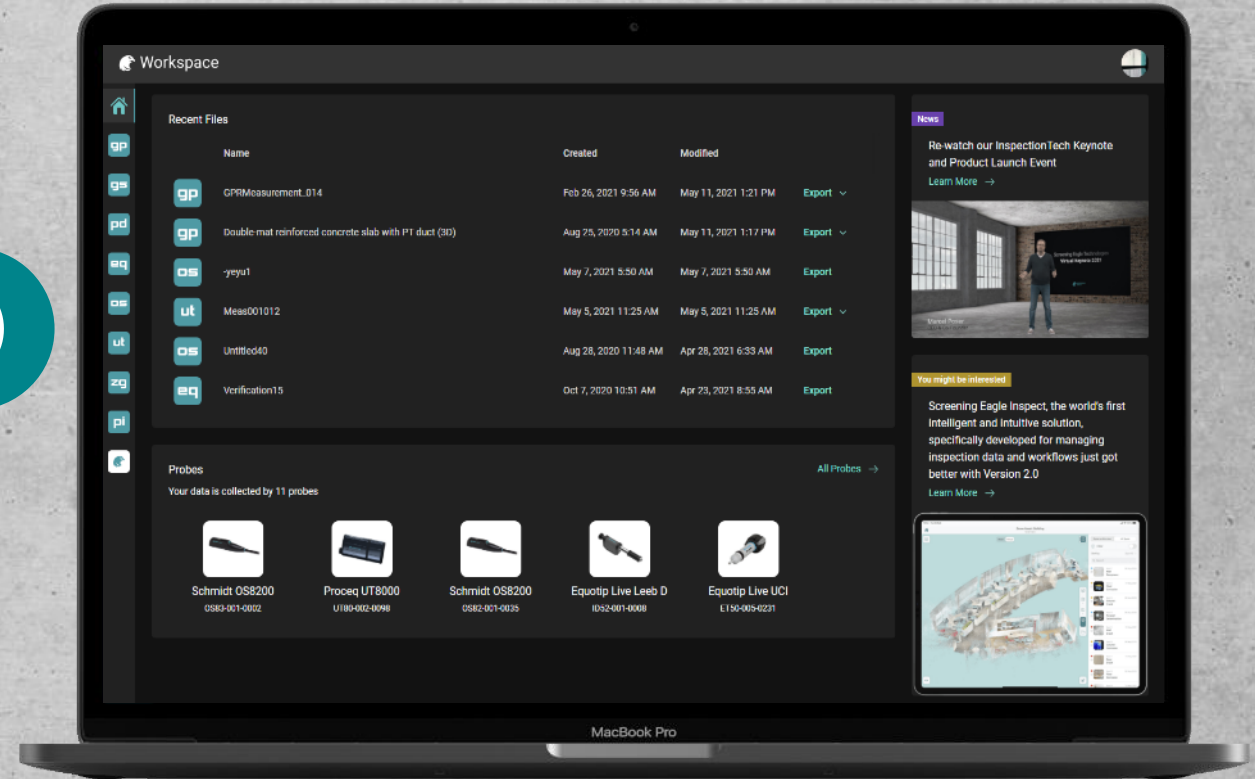 Workspace
Recent Files
Name Created Modified
gp GPRMeasurement_014 Feb 26, 2021 9:56 AM May 11, 2021 1:21 PM Export
gp Double-mat reinforced concrete slab with PT duct (3D) Aug 25, 2020 5:14 AM May 11, 2021 1:17 PM Export
os -yeyu1 May 7, 2021 5:50 AM May 7, 2021 5:50 AM Export
ut Meas001012 May 5, 2021 11:25 AM May 5, 2021 11:25 AM Export
os Untitled40 Aug 28, 2020 11:48 AM Apr 28, 2021 6:33 AM Export
eq Verification15 Oct 7, 2020 10:51 AM Apr 23, 2021 8:55 AM Export
gp
gs
pd
eq
os
ut
zg
pi
Probes
All Probes
Your data is collected by 11 probes
Schmidt OS8200
OS83-001-0002
Proceq UT8000
UT80-002-0098
Schmidt OS8200
OS82-001-0035
Equotip Live Leeb D
ID52-001-0008
Equotip Live UCI
ET50-005-0231
News
Re-watch our InspectionTech Keynote
and Product Launch Event
Learn More
Screening Eagle Technologies
Virtual Keynote 2021
You might be interested
Screening Eagle Inspect, the world's first
intelligent and intuitive solution,
specifically developed for managing
inspection data and workflows just got
better with Version 2.0
Learn More
MacBook Pro